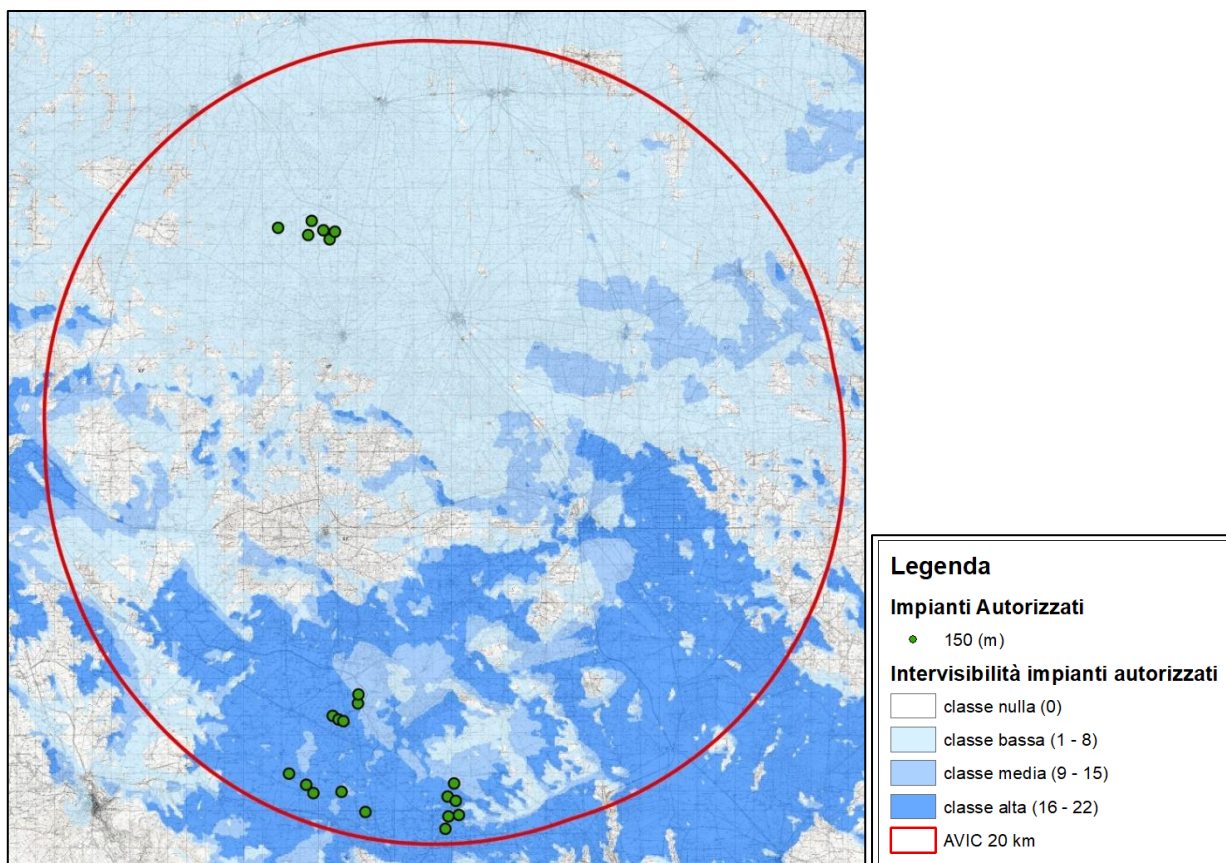 Legenda
Impianti Autorizzati
150 (m)
Intervisibilità impianti autorizzati
classe nulla (0)
classe bassa (1 - 8)
classe media (9 - 15)
classe alta (16 - 22)
AVIC 20 km